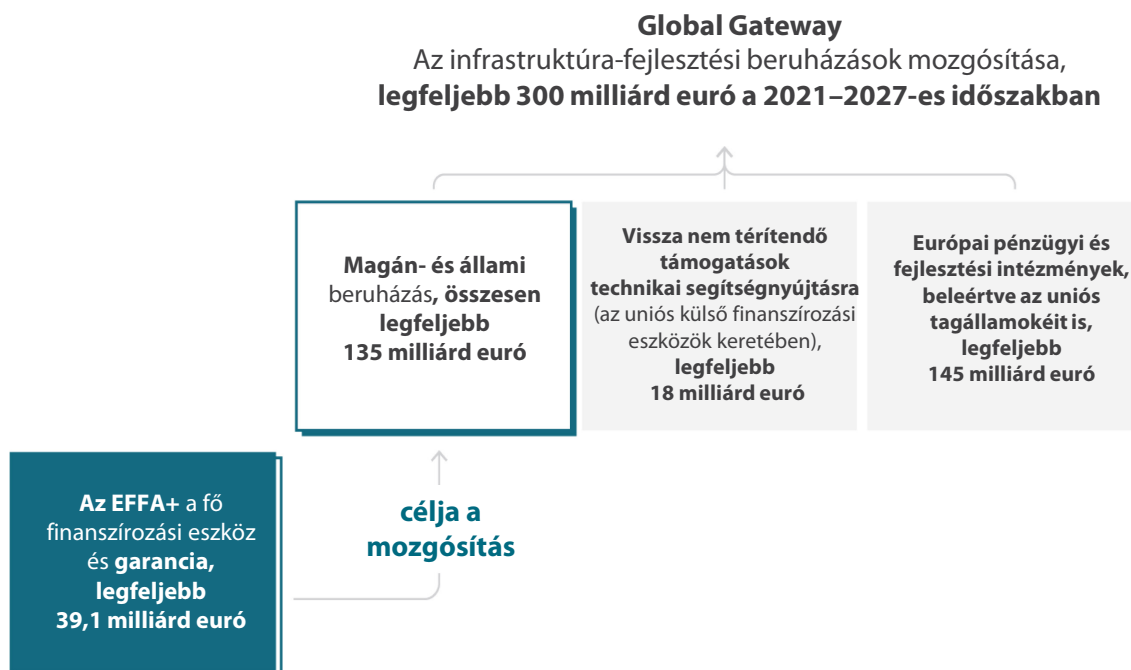 Global Gateway
Az infrastruktúra-fejlesztési beruházások mozgósítása,
legfeljebb 300 milliárd euró a 2021–2027-es időszakban
Magán- és állami
beruházás, összesen
legfeljebb
135 milliárd euró
Vissza nem térítendő
támogatások
technikai segítségnyújtásra
(az uniós külső finanszírozási
eszközök keretében),
legfeljebb
18 milliárd euró
Európai pénzügyi és
fejlesztési intézmények,
beleértve az uniós
tagállamokéit is,
legfeljebb
145 milliárd euró
Az EFFA+ a fő
finanszírozási eszköz
és garancia,
legfeljebb
39,1 milliárd euró
célja a
mozgósítás